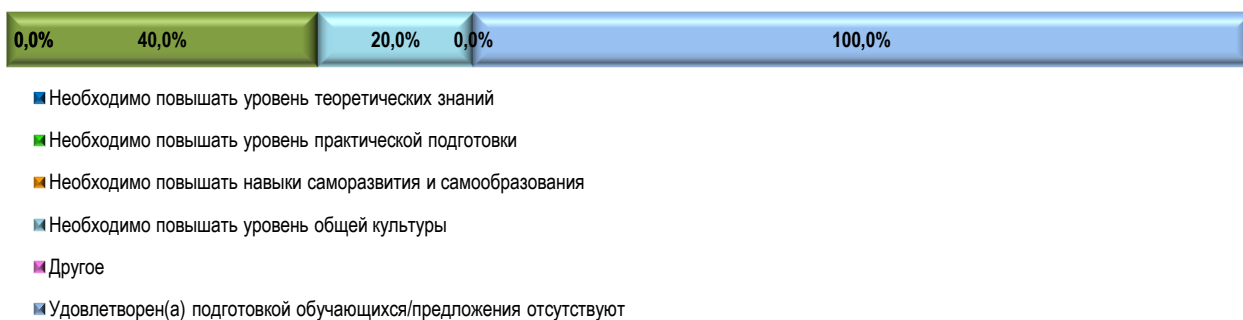 0,0% 40,0% 20,0% 0,0% 100,0%
Необходимо повышать уровень теоретических знаний
Необходимо повышать уровень практической подготовки
Необходимо повышать навыки саморазвития и самообразования
Необходимо повышать уровень общей культуры
Другое
Удовлетворен(а) подготовкой обучающихся/предложения отсутствуют